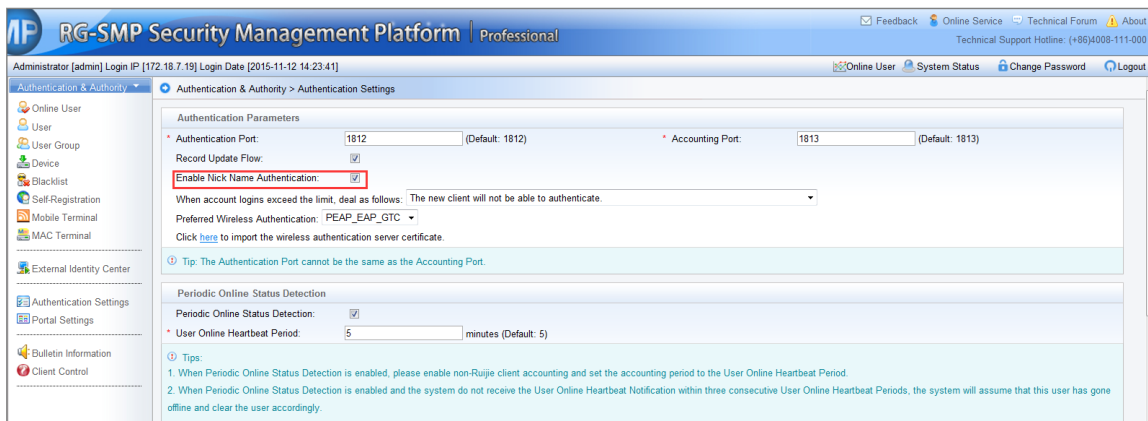 MP RG-SMP Security Management Platform | Professional
Feedback Online Service Technical Forum About
Technical Support Hotline: (+86)4008-111-000
Administrator [admin] Login IP [172.18.7.19] Login Date [2015-11-12 14:23:41]
Online User System Status Change Password Logout
Authentication & Authority
Authentication & Authority > Authentication Settings
Online User
User
User Group
Device
Blacklist
Self-Registration
Mobile Terminal
MAC Terminal
External Identity Center
Authentication Settings
Portal Settings
Bulletin Information
Client Control
Authentication Parameters
* Authentication Port: 1812 (Default: 1812) * Accounting Port: 1813 (Default: 1813)
Record Update Flow:
Enable Nick Name Authentication:
When account logins exceed the limit, deal as follows: The new client will not be able to authenticate.
Preferred Wireless Authentication: PEAP_EAP_GTC
Click here to import the wireless authentication server certificate.
Tip: The Authentication Port cannot be the same as the Accounting Port.
Periodic Online Status Detection
Periodic Online Status Detection:
* User Online Heartbeat Period: 5 minutes (Default: 5)
Tips:
1. When Periodic Online Status Detection is enabled, please enable non-Ruijie client accounting and set the accounting period to the User Online Heartbeat Period.
2. When Periodic Online Status Detection is enabled and the system do not receive the User Online Heartbeat Notification within three consecutive User Online Heartbeat Periods, the system will assume that this user has gone
offline and clear the user accordingly.